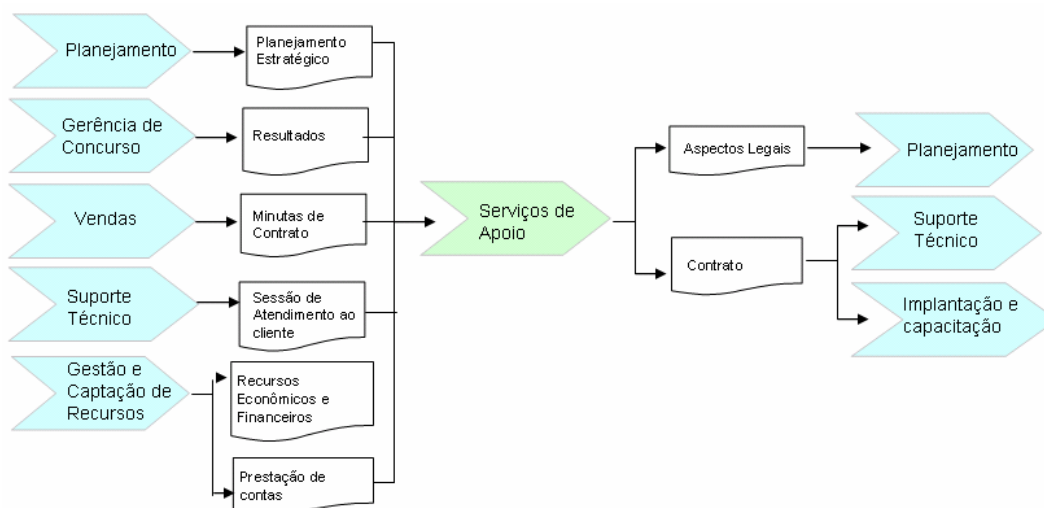 Planejamento
Planejamento
Estratégico
Gerência de
Concurso
Resultados
Vendas
Minutas de
Contrato
Suporte
Técnico
Sessão de
Atendimento ao
cliente
Gestão e
Captação de
Recursos
Recursos
Econômicos e
Financeiros
Prestação de
contas
Serviços de
Apoio
Aspectos Legais
Contrato
Planejamento
Suporte
Técnico
Implantação e
capacitação